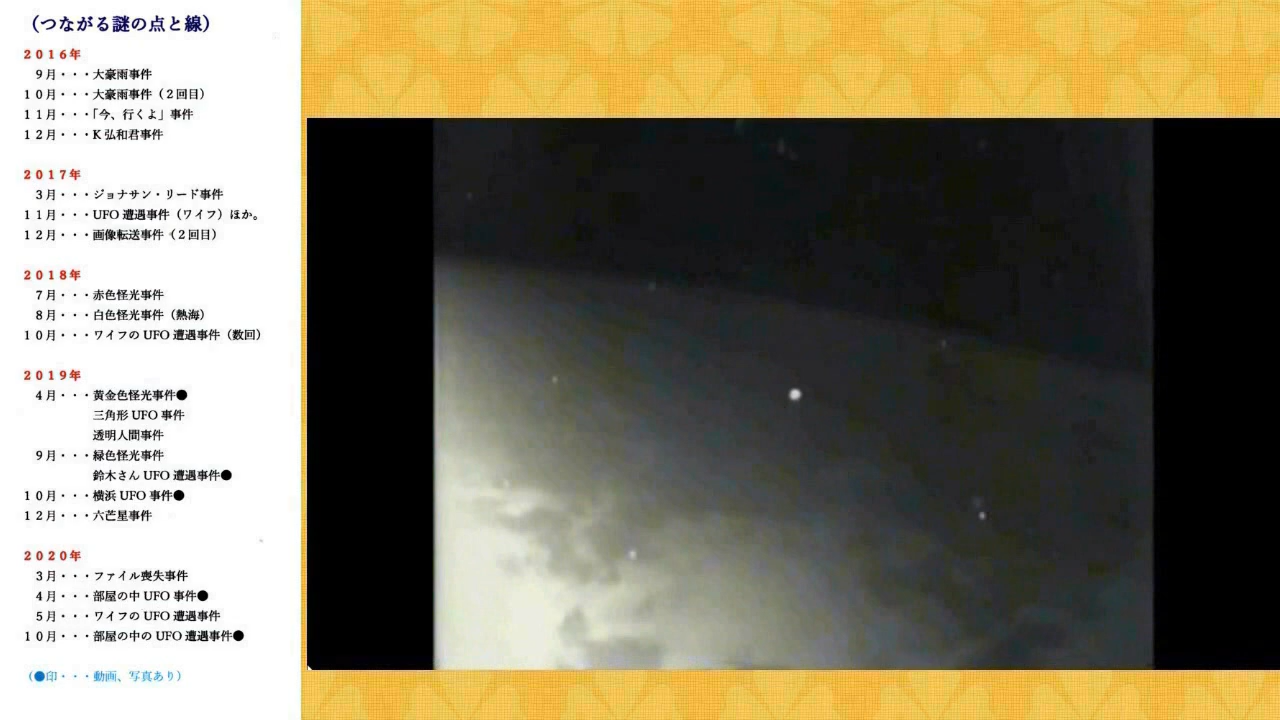 （つながる謎の点と線）
２０１６年
９月・・・大豪雨事件
１０月・・・大豪雨事件（２回目）
１１月・・・「今、行くよ」事件
１２月・・・K 弘和君事件
２０１７年
３月・・・ジョナサン・リード事件
１１月・・・UFO 遭遇事件（ワイフ）ほか。
１２月・・・画像転送事件（２回目）
２０１８年
７月・・・赤色怪光事件
８月・・・白色怪光事件（熱海）
１０月・・・ワイフの UFO 遭遇事件（数回）
２０１９年
４月・・・黄金色怪光事件●
三角形 UFO 事件
透明人間事件
９月・・・緑色怪光事件
鈴木さん UFO 遭遇事件●
１０月・・・横浜 UFO 事件●
１２月・・・六芒星事件
２０２０年
３月・・・ファイル喪失事件
４月・・・部屋の中 UFO 事件●
５月・・・ワイフの UFO 遭遇事件
１０月・・・部屋の中の UFO 遭遇事件●
（●印・・・動画、写真あり）